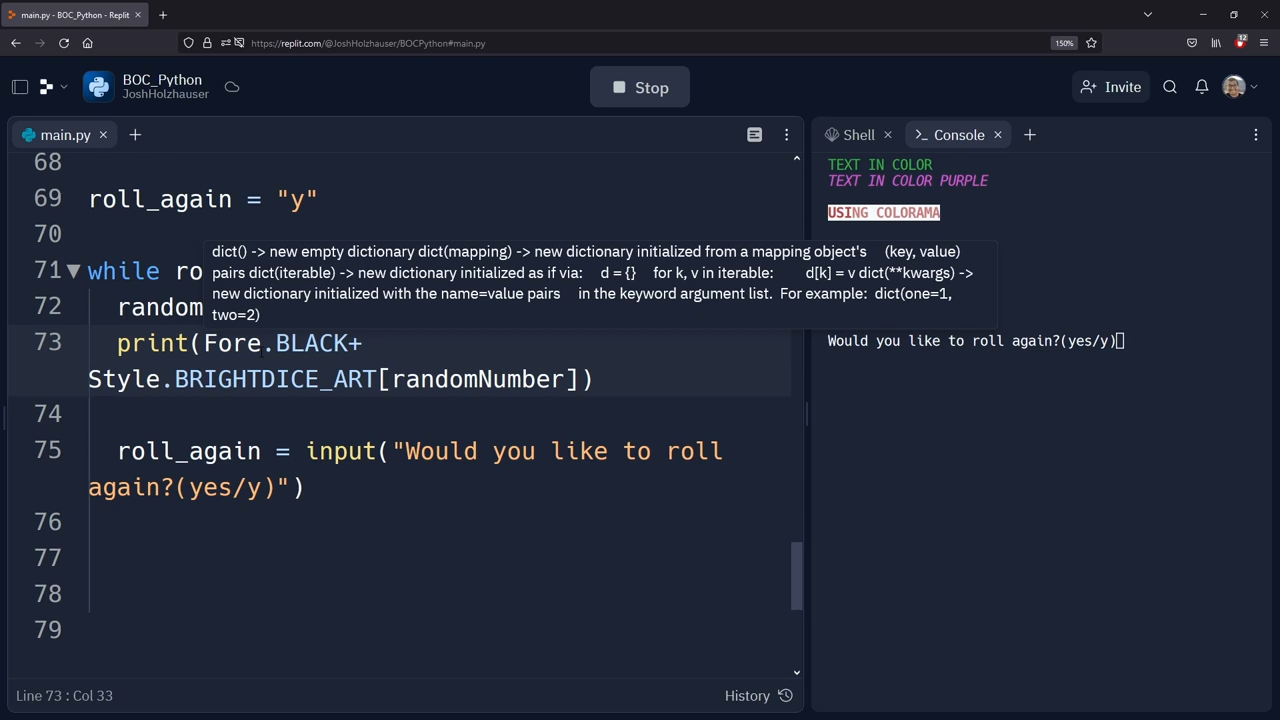 main.py - BOC_Python - Replit
https://replit.com/@JoshHolzhauser/BOCPython#main.py
150%
12
BOC_Python
JoshHolzhauser
Stop
Invite
main.py
Shell
Console
68
69 roll_again = "y"
70
dict() -> new empty dictionary dict(mapping) -> new dictionary initialized from a mapping object's (key, value)
71 while ro
pairs dict(iterable) -> new dictionary initialized as if via: d = {} for k, v in iterable: d[k] = v dict(**kwargs) ->
new dictionary initialized with the name=value pairs in the keyword argument list. For example: dict(one=1,
72 random
two=2)
73 print(Fore.BLACK+
Style.BRIGHTDICE_ART[randomNumber])
74
75 roll_again = input("Would you like to roll
again?(yes/y)")
76
77
78
79
Line 73 : Col 33
History
TEXT IN COLOR
TEXT IN COLOR PURPLE
USING COLORAMA
Would you like to roll again?(yes/y)